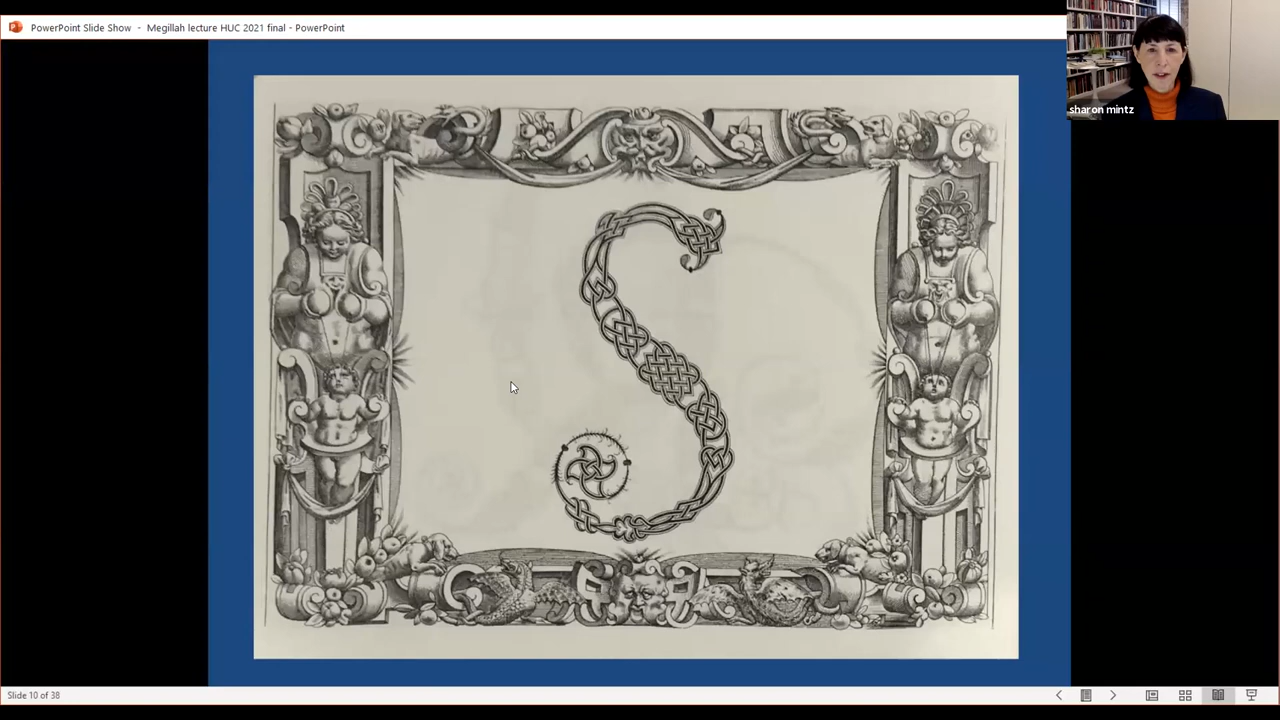 PowerPoint Slide Show - Megillah lecture HUC 2021 final - PowerPoint
sharon mintz
S
Slide 10 of 38